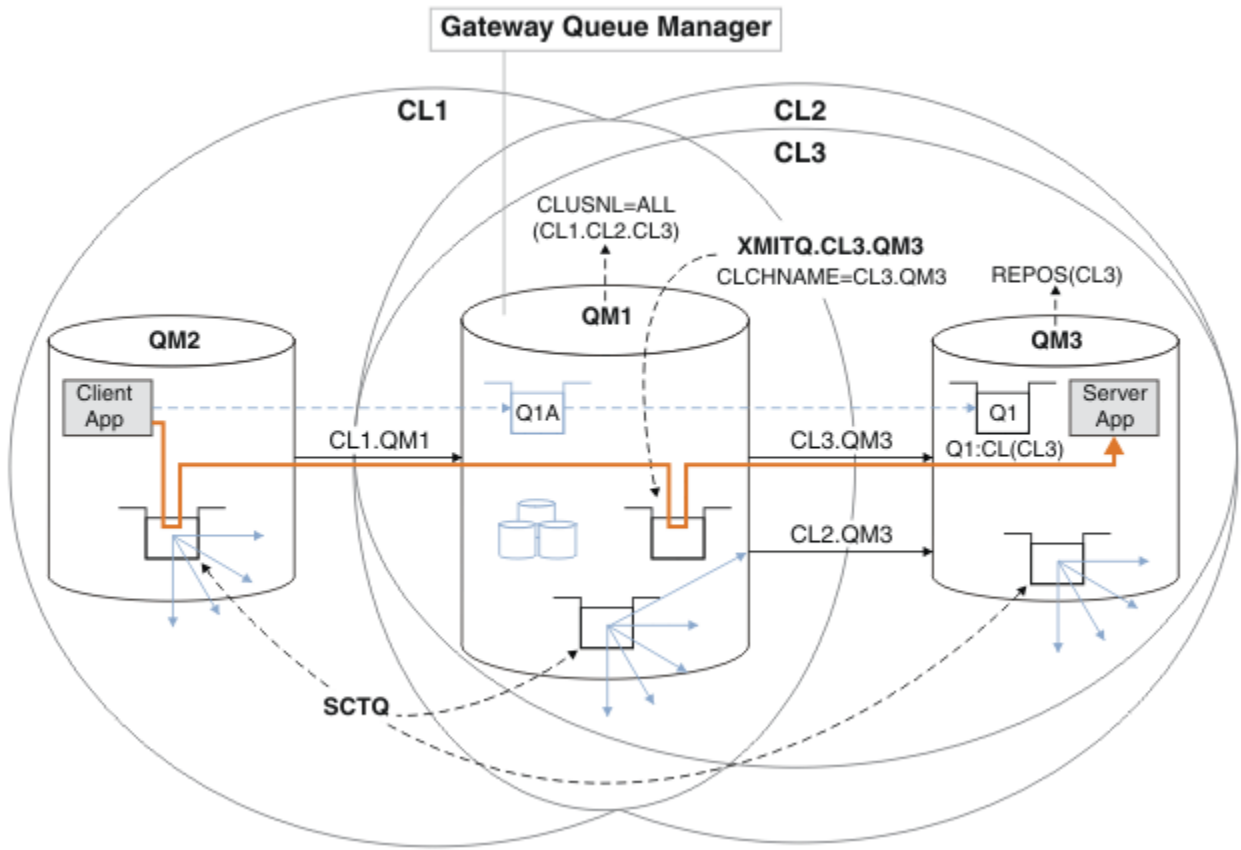 Gateway Queue Manager
CL1
CL2
CL3
CLUSNL=ALL
(CL1.CL2.CL3)
XMITQ.CL3.QM3
CLCHNAME=CL3.QM3
REPOS(CL3)
QM2
QM1
QM3
Client
App
Q1A
Q1
Server
App
CL1.QM1
CL3.QM3
Q1:CL(CL3)
CL2.QM3
SCTQ